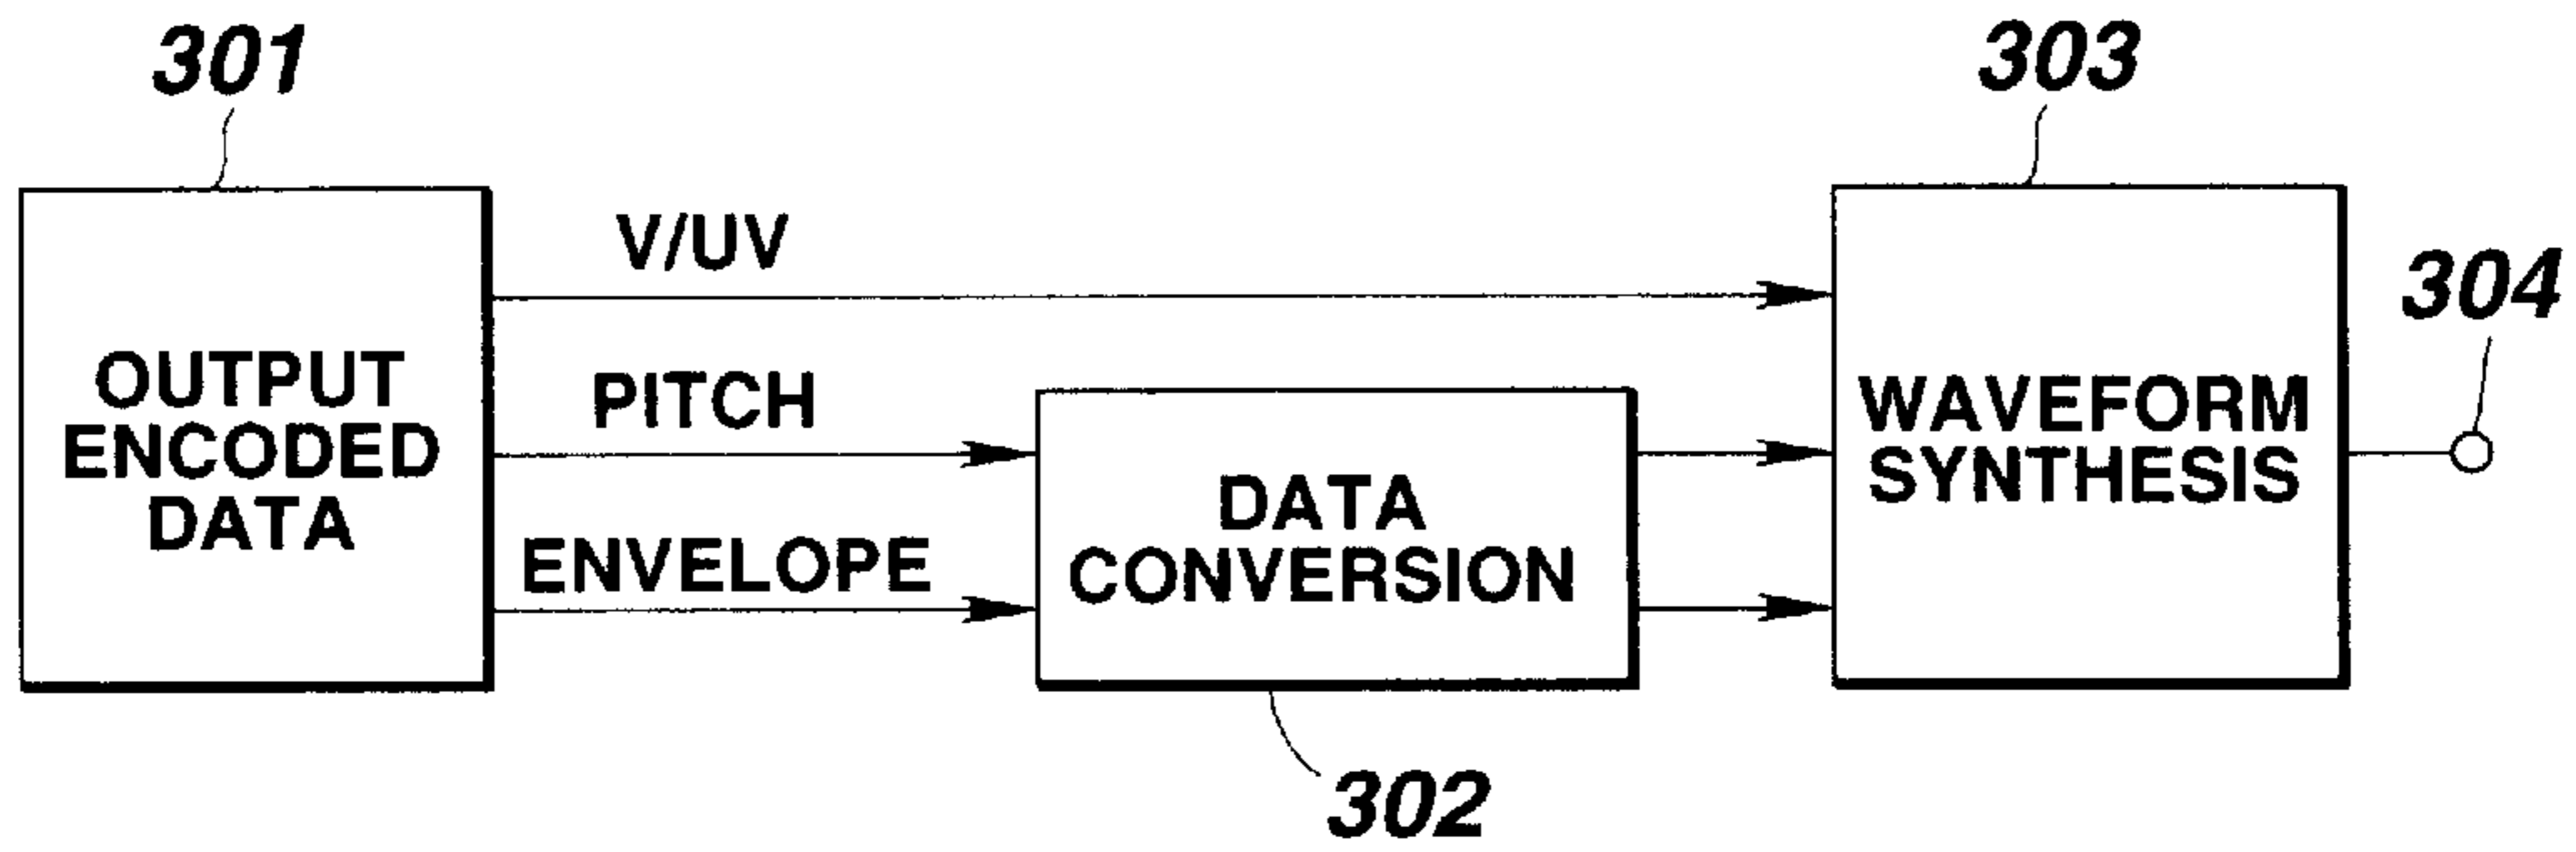 301
303
304
V/UV
OUTPUT
ENCODED
DATA
PITCH
ENVELOPE
DATA
CONVERSION
WAVEFORM
SYNTHESIS
302